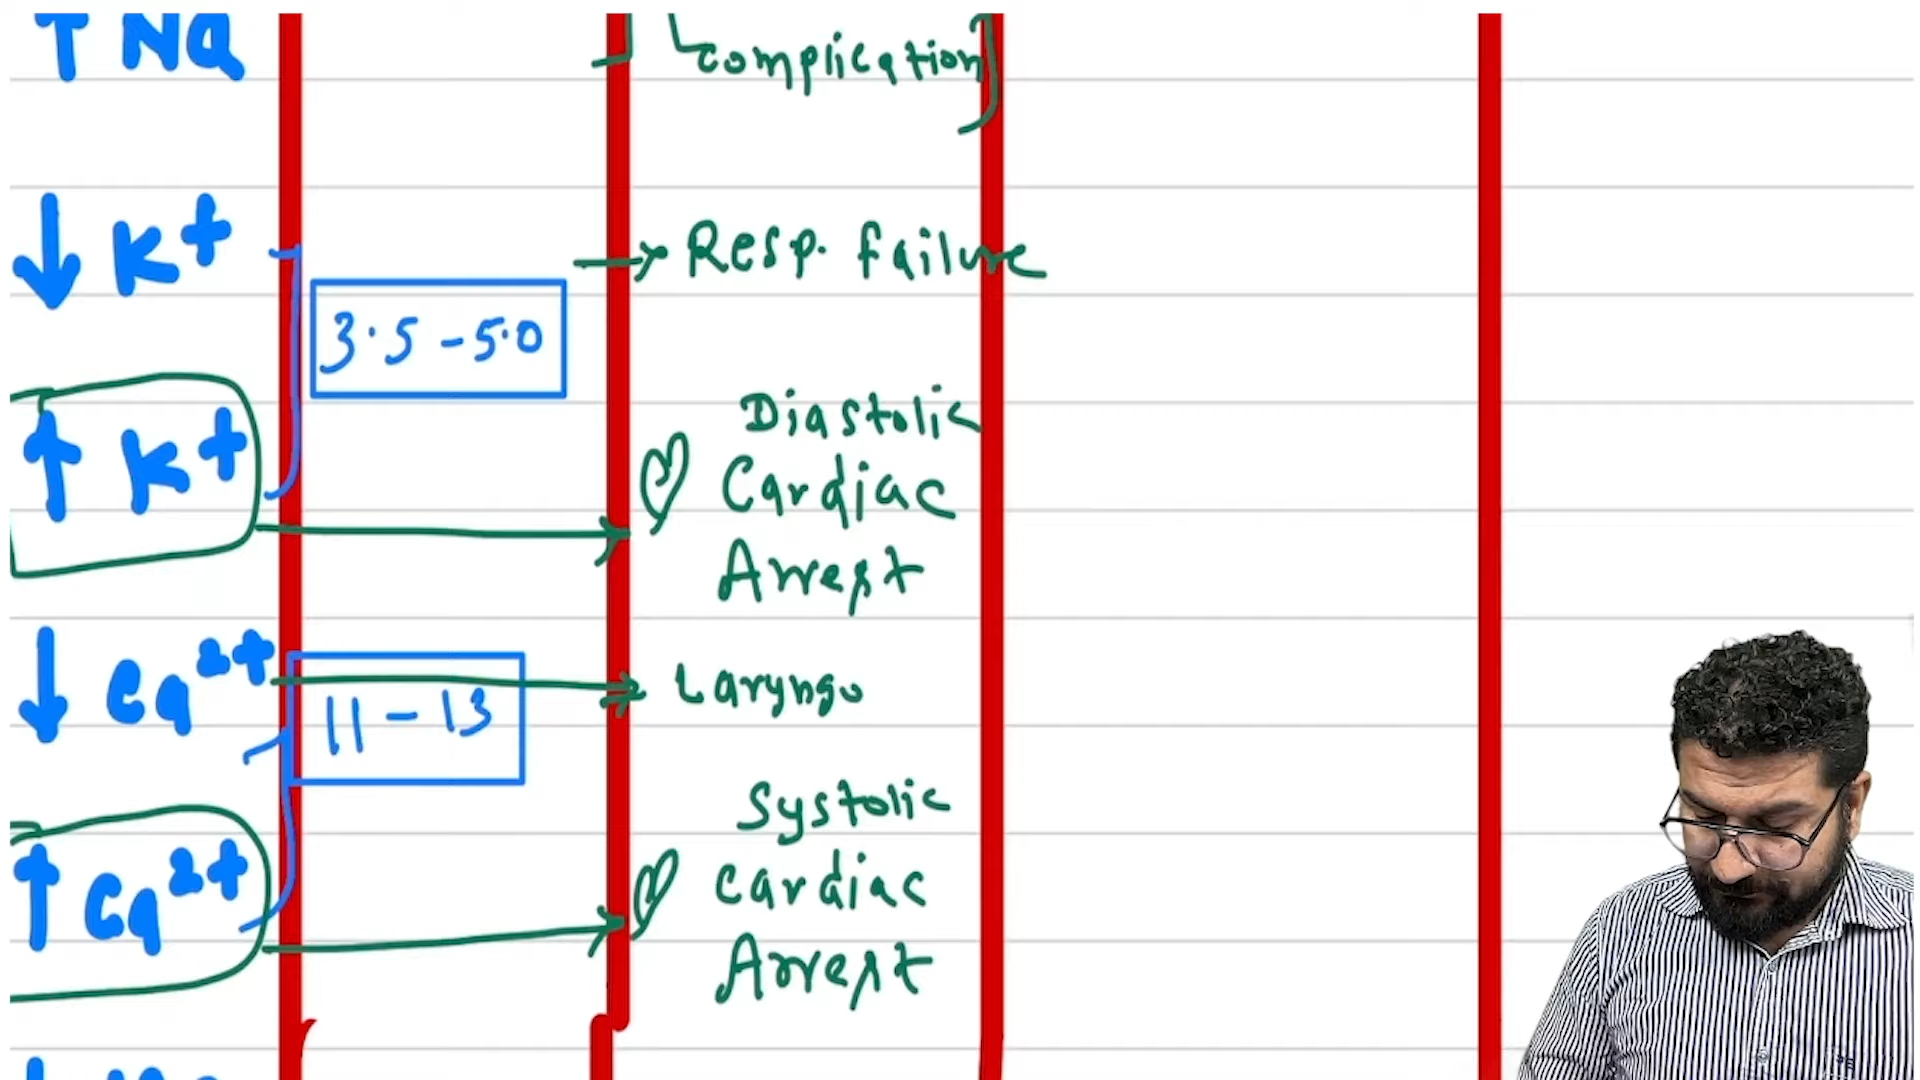 ↑ Na
complication
↓ K+
Resp. failure
3.5 - 5.0
↑ K+
Diastolic
Cardiac
Arrest
↓ Ca2+
11 - 13
Laryngo
↑ Ca2+
Systolic
Cardiac
Arrest